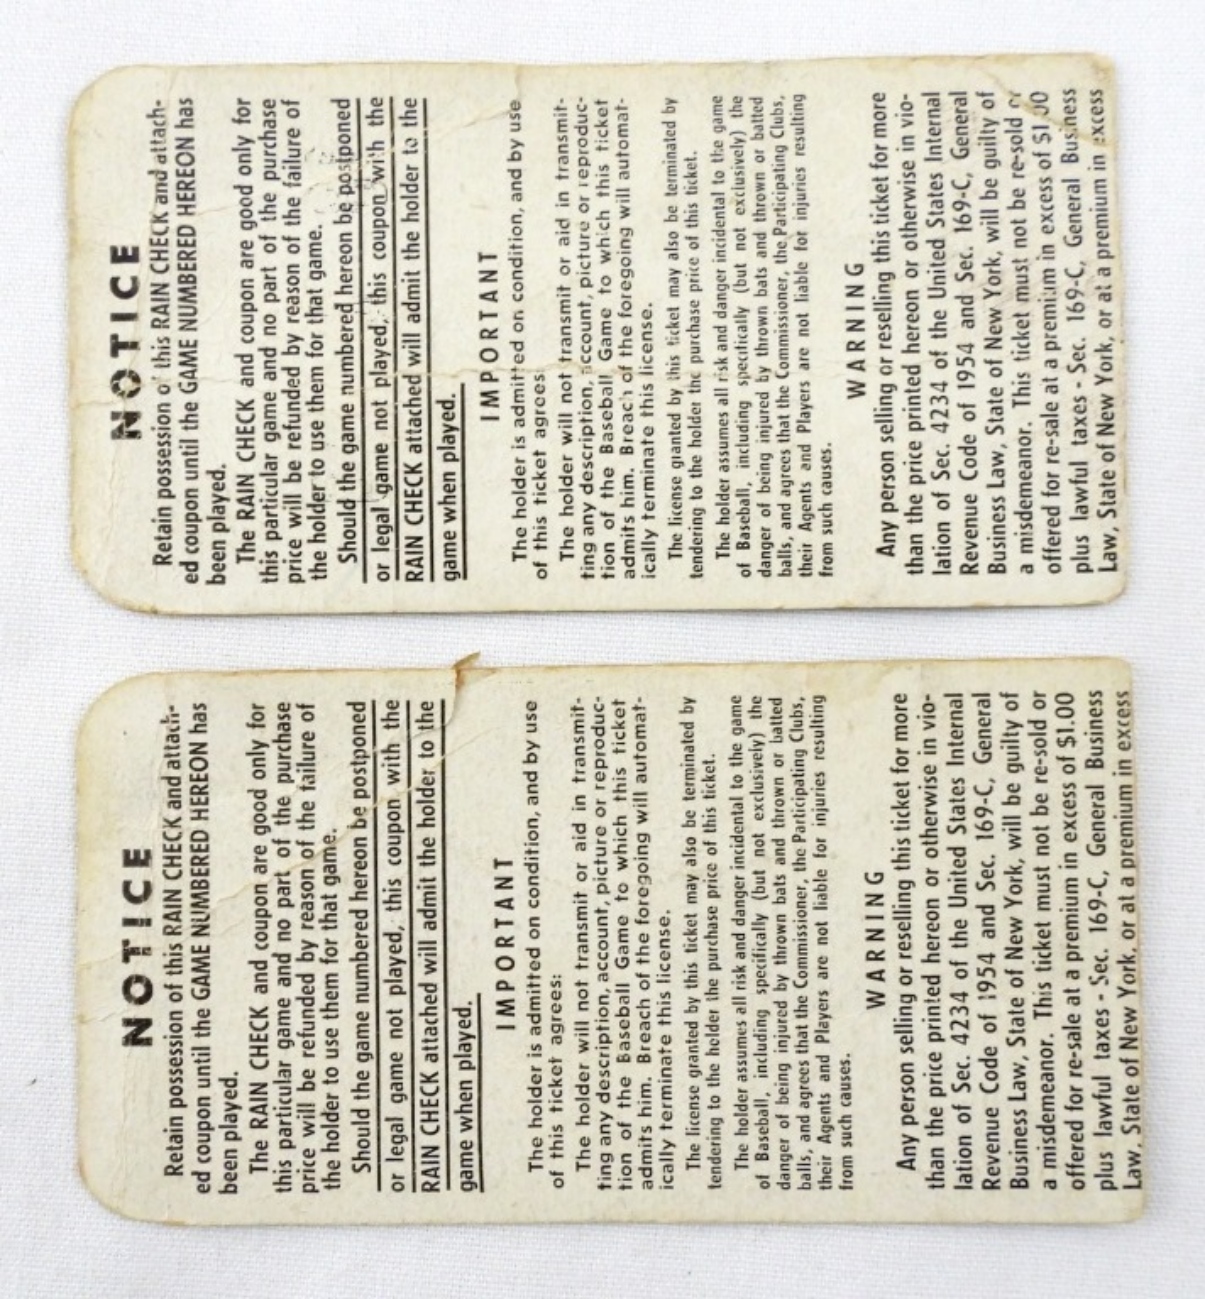 NOTICE
Retain possession of this RAIN CHECK and attach-
ed coupon until the GAME NUMBERED HEREON has
been played.
The RAIN CHECK and coupon are good only for
this particular game and no part of the purchase
price will be refunded by reason of the failure of
the holder to use them for that game.
Should the game numbered hereon be postponed
or legal game not played, this coupon with the
RAIN CHECK attached will admit the holder to the
game when played.
IMPORTANT
The holder is admitted on condition, and by use
of this ticket agrees:
The holder will not transmit or aid in transmit-
ting any description, account, picture or reproduc-
tion of the Baseball Game to which this ticket
admits him. Breach of the foregoing will automat-
ically terminate this license.
The license granted by this ticket may also be terminated by
tendering to the holder the purchase price of this ticket.
The holder assumes all risk and danger incidental to the game
of Baseball, including specifically (but not exclusively) the
danger of being injured by thrown bats and thrown or batted
balls, and agrees that the Commissioner, the Participating Clubs,
their Agents and Players are not liable for injuries resulting
from such causes.
WARNING
Any person selling or reselling this ticket for more
than the price printed hereon or otherwise in vio-
lation of Sec. 4234 of the United States Internal
Revenue Code of 1954 and Sec. 169-C, General
Business Law, State of New York, will be guilty of
a misdemeanor. This ticket must not be re-sold or
offered for re-sale at a premium in excess of $1.00
plus lawful taxes - Sec. 169-C, General Business
Law, State of New York, or at a premium in excess
NOTICE
Retain possession of this RAIN CHECK and attach-
ed coupon until the GAME NUMBERED HEREON has
been played.
The RAIN CHECK and coupon are good only for
this particular game and no part of the purchase
price will be refunded by reason of the failure of
the holder to use them for that game.
Should the game numbered hereon be postponed
or legal game not played, this coupon with the
RAIN CHECK attached will admit the holder to the
game when played.
IMPORTANT
The holder is admitted on condition, and by use
of this ticket agrees:
The holder will not transmit or aid in transmit-
ting any description, account, picture or reproduc-
tion of the Baseball Game to which this ticket
admits him. Breach of the foregoing will automat-
ically terminate this license.
The license granted by this ticket may also be terminated by
tendering to the holder the purchase price of this ticket.
The holder assumes all risk and danger incidental to the game
of Baseball, including specifically (but not exclusively) the
danger of being injured by thrown bats and thrown or batted
balls, and agrees that the Commissioner, the Participating Clubs,
their Agents and Players are not liable for injuries resulting
from such causes.
WARNING
Any person selling or reselling this ticket for more
than the price printed hereon or otherwise in vio-
lation of Sec. 4234 of the United States Internal
Revenue Code of 1954 and Sec. 169-C, General
Business Law, State of New York, will be guilty of
a misdemeanor. This ticket must not be re-sold or
offered for re-sale at a premium in excess of $1.00
plus lawful taxes - Sec. 169-C, General Business
Law, State of New York, or at a premium in excess